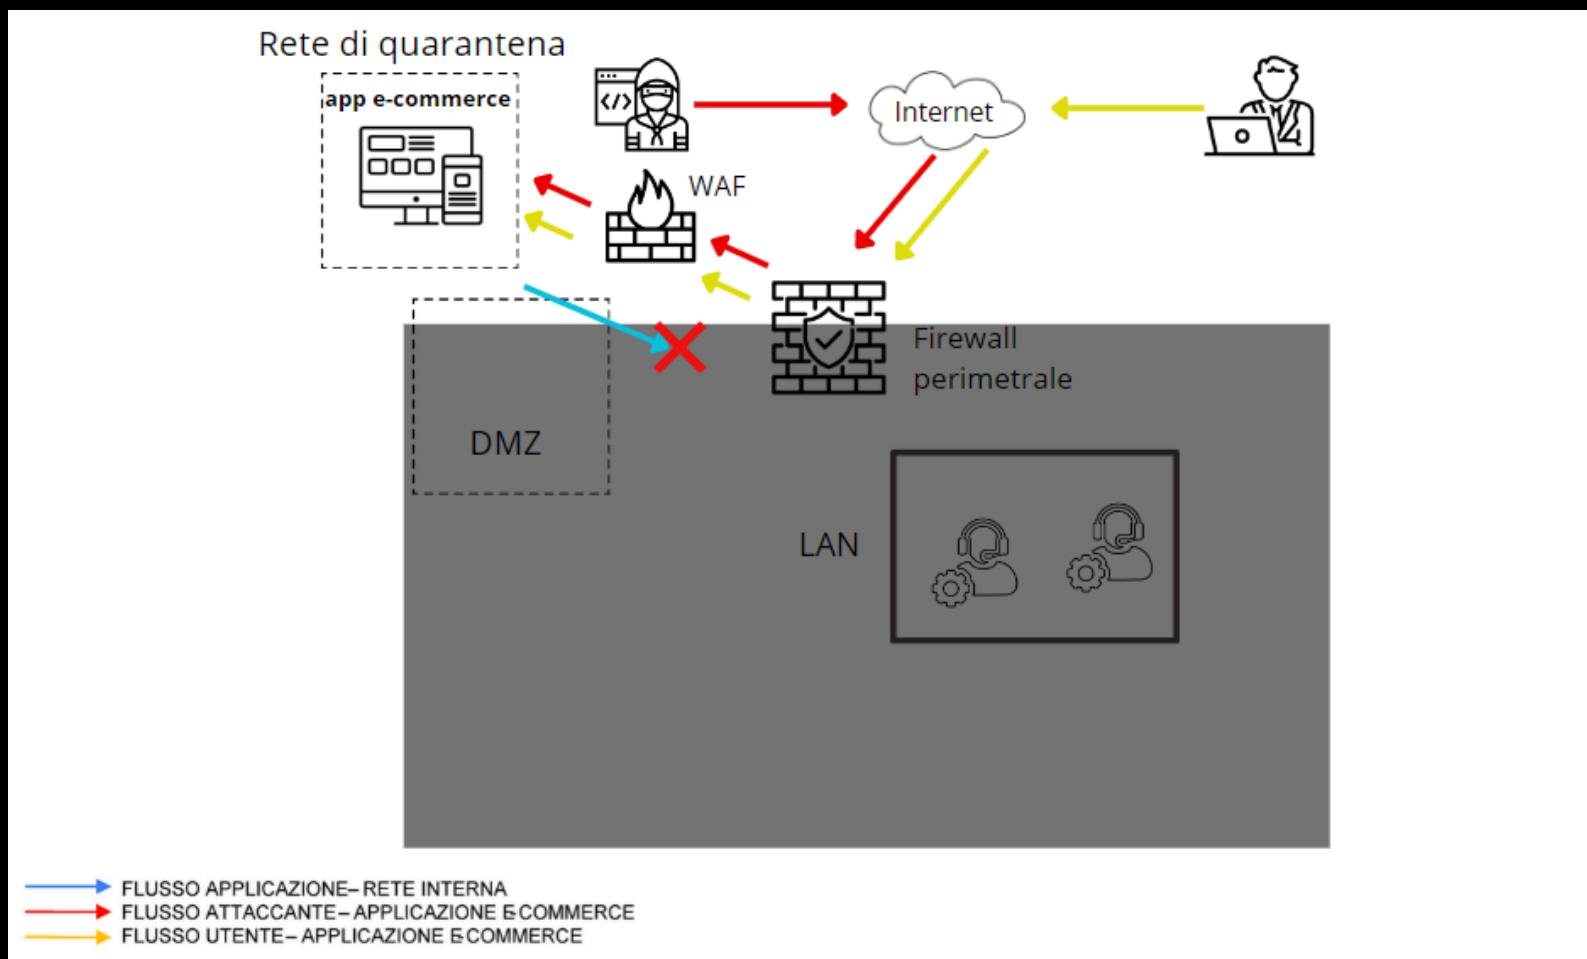 Rete di quarantena
app e-commerce
</>
Internet
WAF
Firewall
perimetrale
DMZ
LAN
FLUSSO APPLICAZIONE– RETE INTERNA
FLUSSO ATTACCANTE– APPLICAZIONE E-COMMERCE
FLUSSO UTENTE– APPLICAZIONE E-COMMERCE